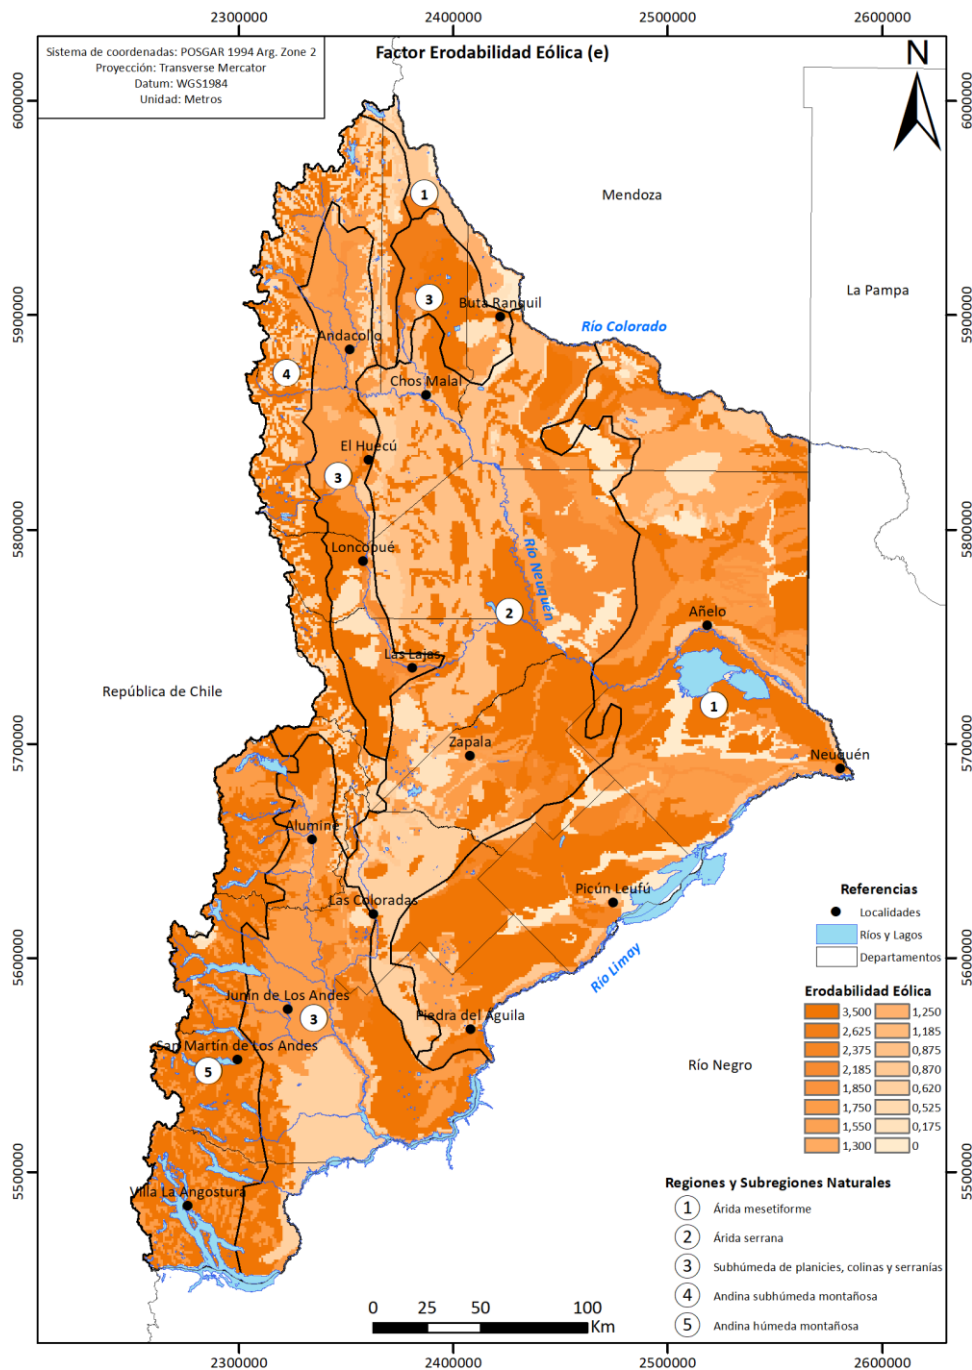 2300000
2400000
2500000
2600000
Sistema de coordenadas: POSGAR 1994 Arg. Zone 2
Proyección: Transverse Mercator
Datum: WGS1984
Unidad: Metros
Factor Erodabilidad Eólica (e)
N
6000000
6000000
Mendoza
1
La Pampa
3
Buta Ranquil
5900000
5900000
Río Colorado
Andacollo
4
Chos Malal
El Huecú
3
5800000
5800000
Loncopué
Río Neuquén
2
Añelo
Las Lajas
República de Chile
1
5700000
5700000
Zapala
Neuquén
Aluminé
Picún Leufú
Las Coloradas
Río Limay
5600000
5600000
Junín de Los Andes
3
Piedra del Aguila
San Martín de Los Andes
5
Río Negro
5500000
5500000
Villa La Angostura
Referencias
Localidades
Ríos y Lagos
Departamentos
Erodabilidad Eólica
3,500 1,250
2,625 1,185
2,375 0,875
2,185 0,870
1,850 0,620
1,750 0,525
1,550 0,175
1,300 0
Regiones y Subregiones Naturales
1 Árida mesetiforme
2 Árida serrana
3 Subhúmeda de planicies, colinas y serranías
4 Andina subhúmeda montañosa
5 Andina húmeda montañosa
0 25 50 100
Km
2300000
2400000
2500000
2600000